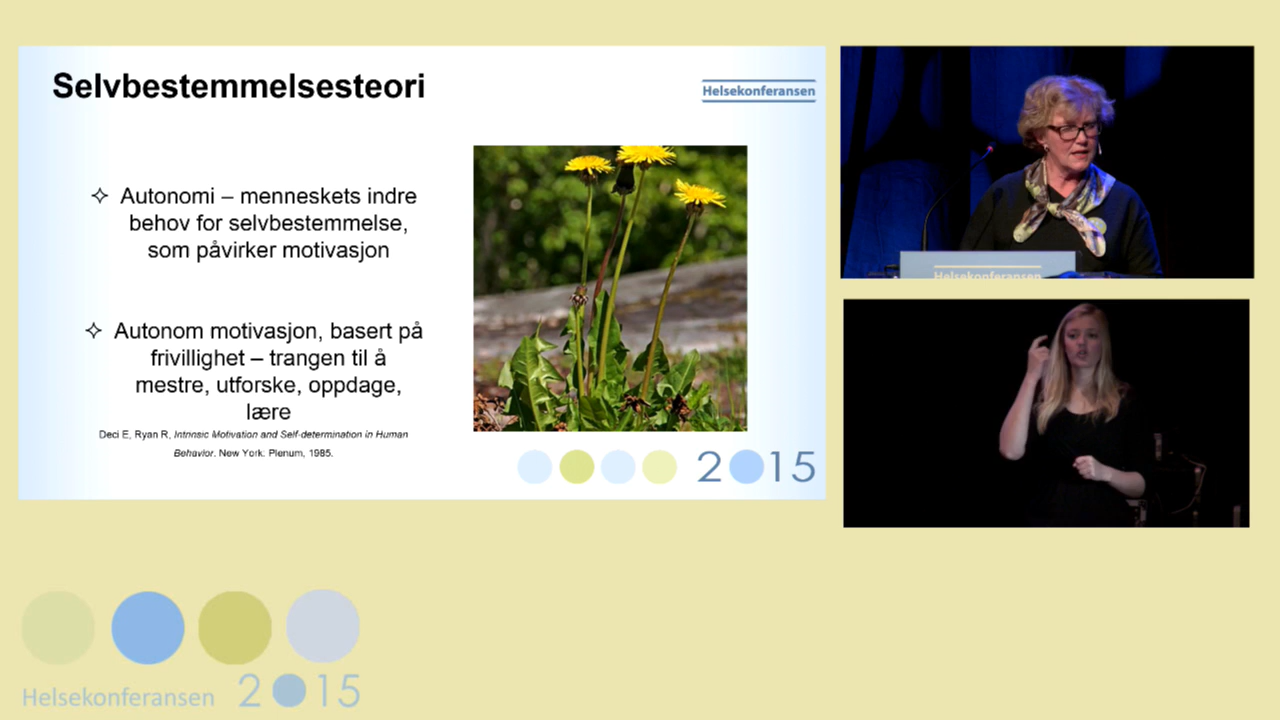 Selvbestemmelsesteori
Helsekonferansen
✧ Autonomi – menneskets indre
behov for selvbestemmelse,
som påvirker motivasjon
✧ Autonom motivasjon, basert på
frivillighet – trangen til å
mestre, utforske, oppdage,
lære
Deci E, Ryan R, Intrinsic Motivation and Self-determination in Human
Behavior. New York: Plenum, 1985.
2015
Helsekonferansen
Helsekonferansen 2015